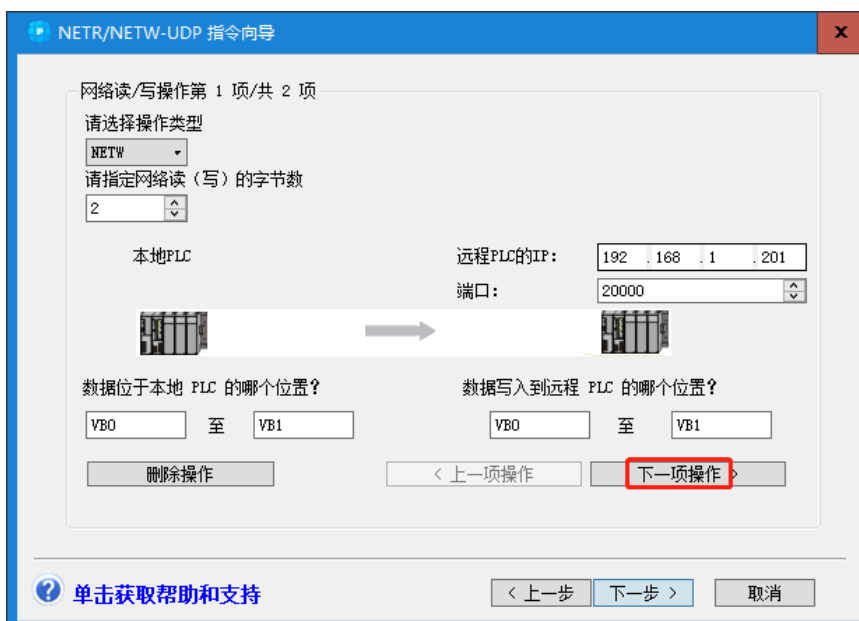 NETR/NETW-UDP 指令向导
x
网络读/写操作第 1 项/共 2 项
请选择操作类型
NETW
请指定网络读（写）的字节数
2
本地PLC 远程PLC的IP: 192 . 168 . 1 . 201
端口: 20000
数据位于本地 PLC 的哪个位置? 数据写入到远程 PLC 的哪个位置?
VB0 至 VB1 VB0 至 VB1
删除操作 < 上一项操作 下一项操作 >
? 单击获取帮助和支持 < 上一步 下一步 > 取消